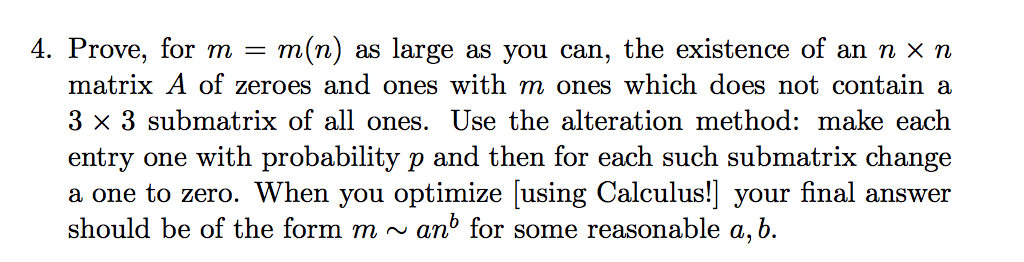 4. Prove, for m = m(n) as large as you can, the existence of an n × n
matrix A of zeroes and ones with m ones which does not contain a
3 × 3 submatrix of all ones. Use the alteration method: make each
entry one with probability p and then for each such submatrix change
a one to zero. When you optimize [using Calculus!] your final answer
should be of the form m ∼ an^b for some reasonable a, b.